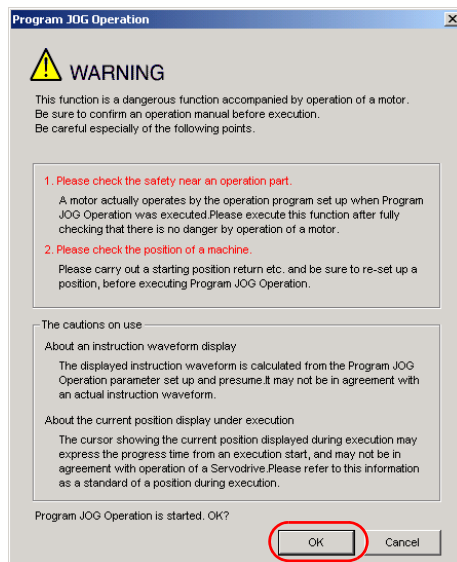 Program JOG Operation
WARNING
This function is a dangerous function accompanied by operation of a motor.
Be sure to confirm an operation manual before execution.
Be careful especially of the following points.
1. Please check the safety near an operation part.
A motor actually operates by the operation program set up when Program
JOG Operation was executed.Please execute this function after fully
checking that there is no danger by operation of a motor.
2. Please check the position of a machine.
Please carry out a starting position return etc. and be sure to re-set up a
position, before executing Program JOG Operation.
The cautions on use
About an instruction waveform display
The displayed instruction waveform is calculated from the Program JOG
Operation parameter set up and presume.It may not be in agreement with
an actual instruction waveform.
About the current position display under execution
The cursor showing the current position displayed during execution may
express the progress time from an execution start, and may not be in
agreement with operation of a Servodrive.Please refer to this information
as a standard of a position during execution.
Program JOG Operation is started. OK?
OK
Cancel